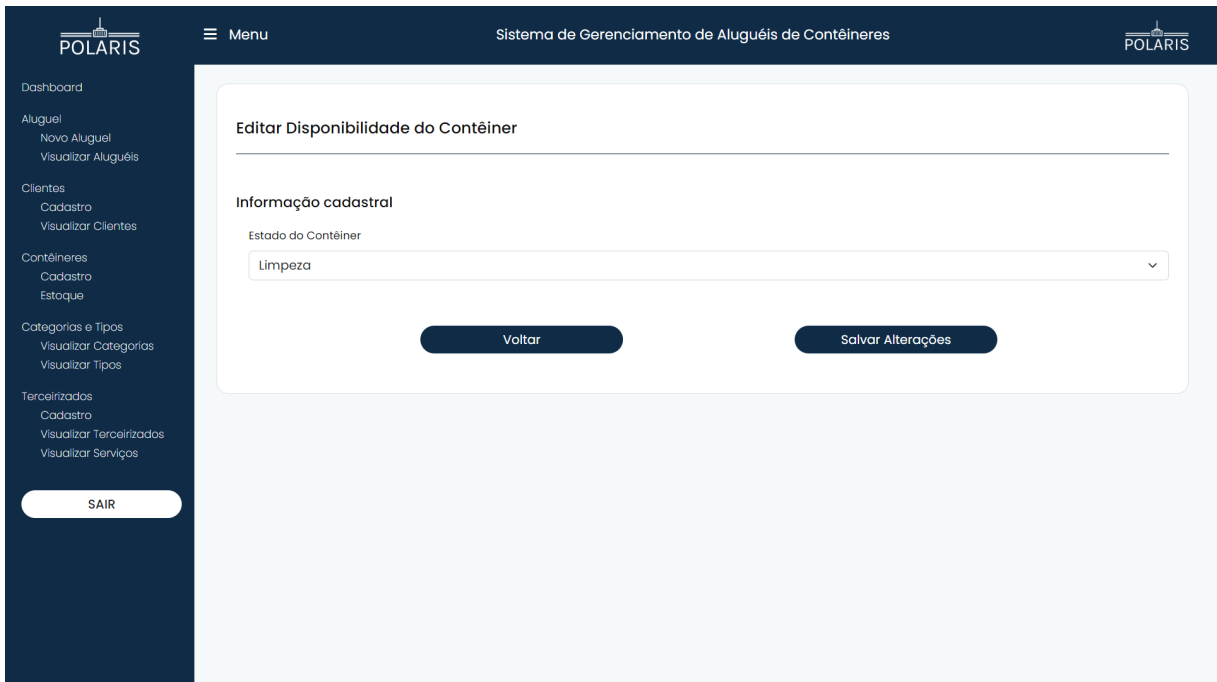 POLARIS
Menu
Sistema de Gerenciamento de Aluguéis de Contêineres
POLARIS
Dashboard
Aluguel
Novo Aluguel
Visualizar Aluguéis
Clientes
Cadastro
Visualizar Clientes
Contêineres
Cadastro
Estoque
Categorias e Tipos
Visualizar Categorias
Visualizar Tipos
Terceirizados
Cadastro
Visualizar Terceirizados
Visualizar Serviços
SAIR
Editar Disponibilidade do Contêiner
Informação cadastral
Estado do Contêiner
Limpeza
Voltar
Salvar Alterações